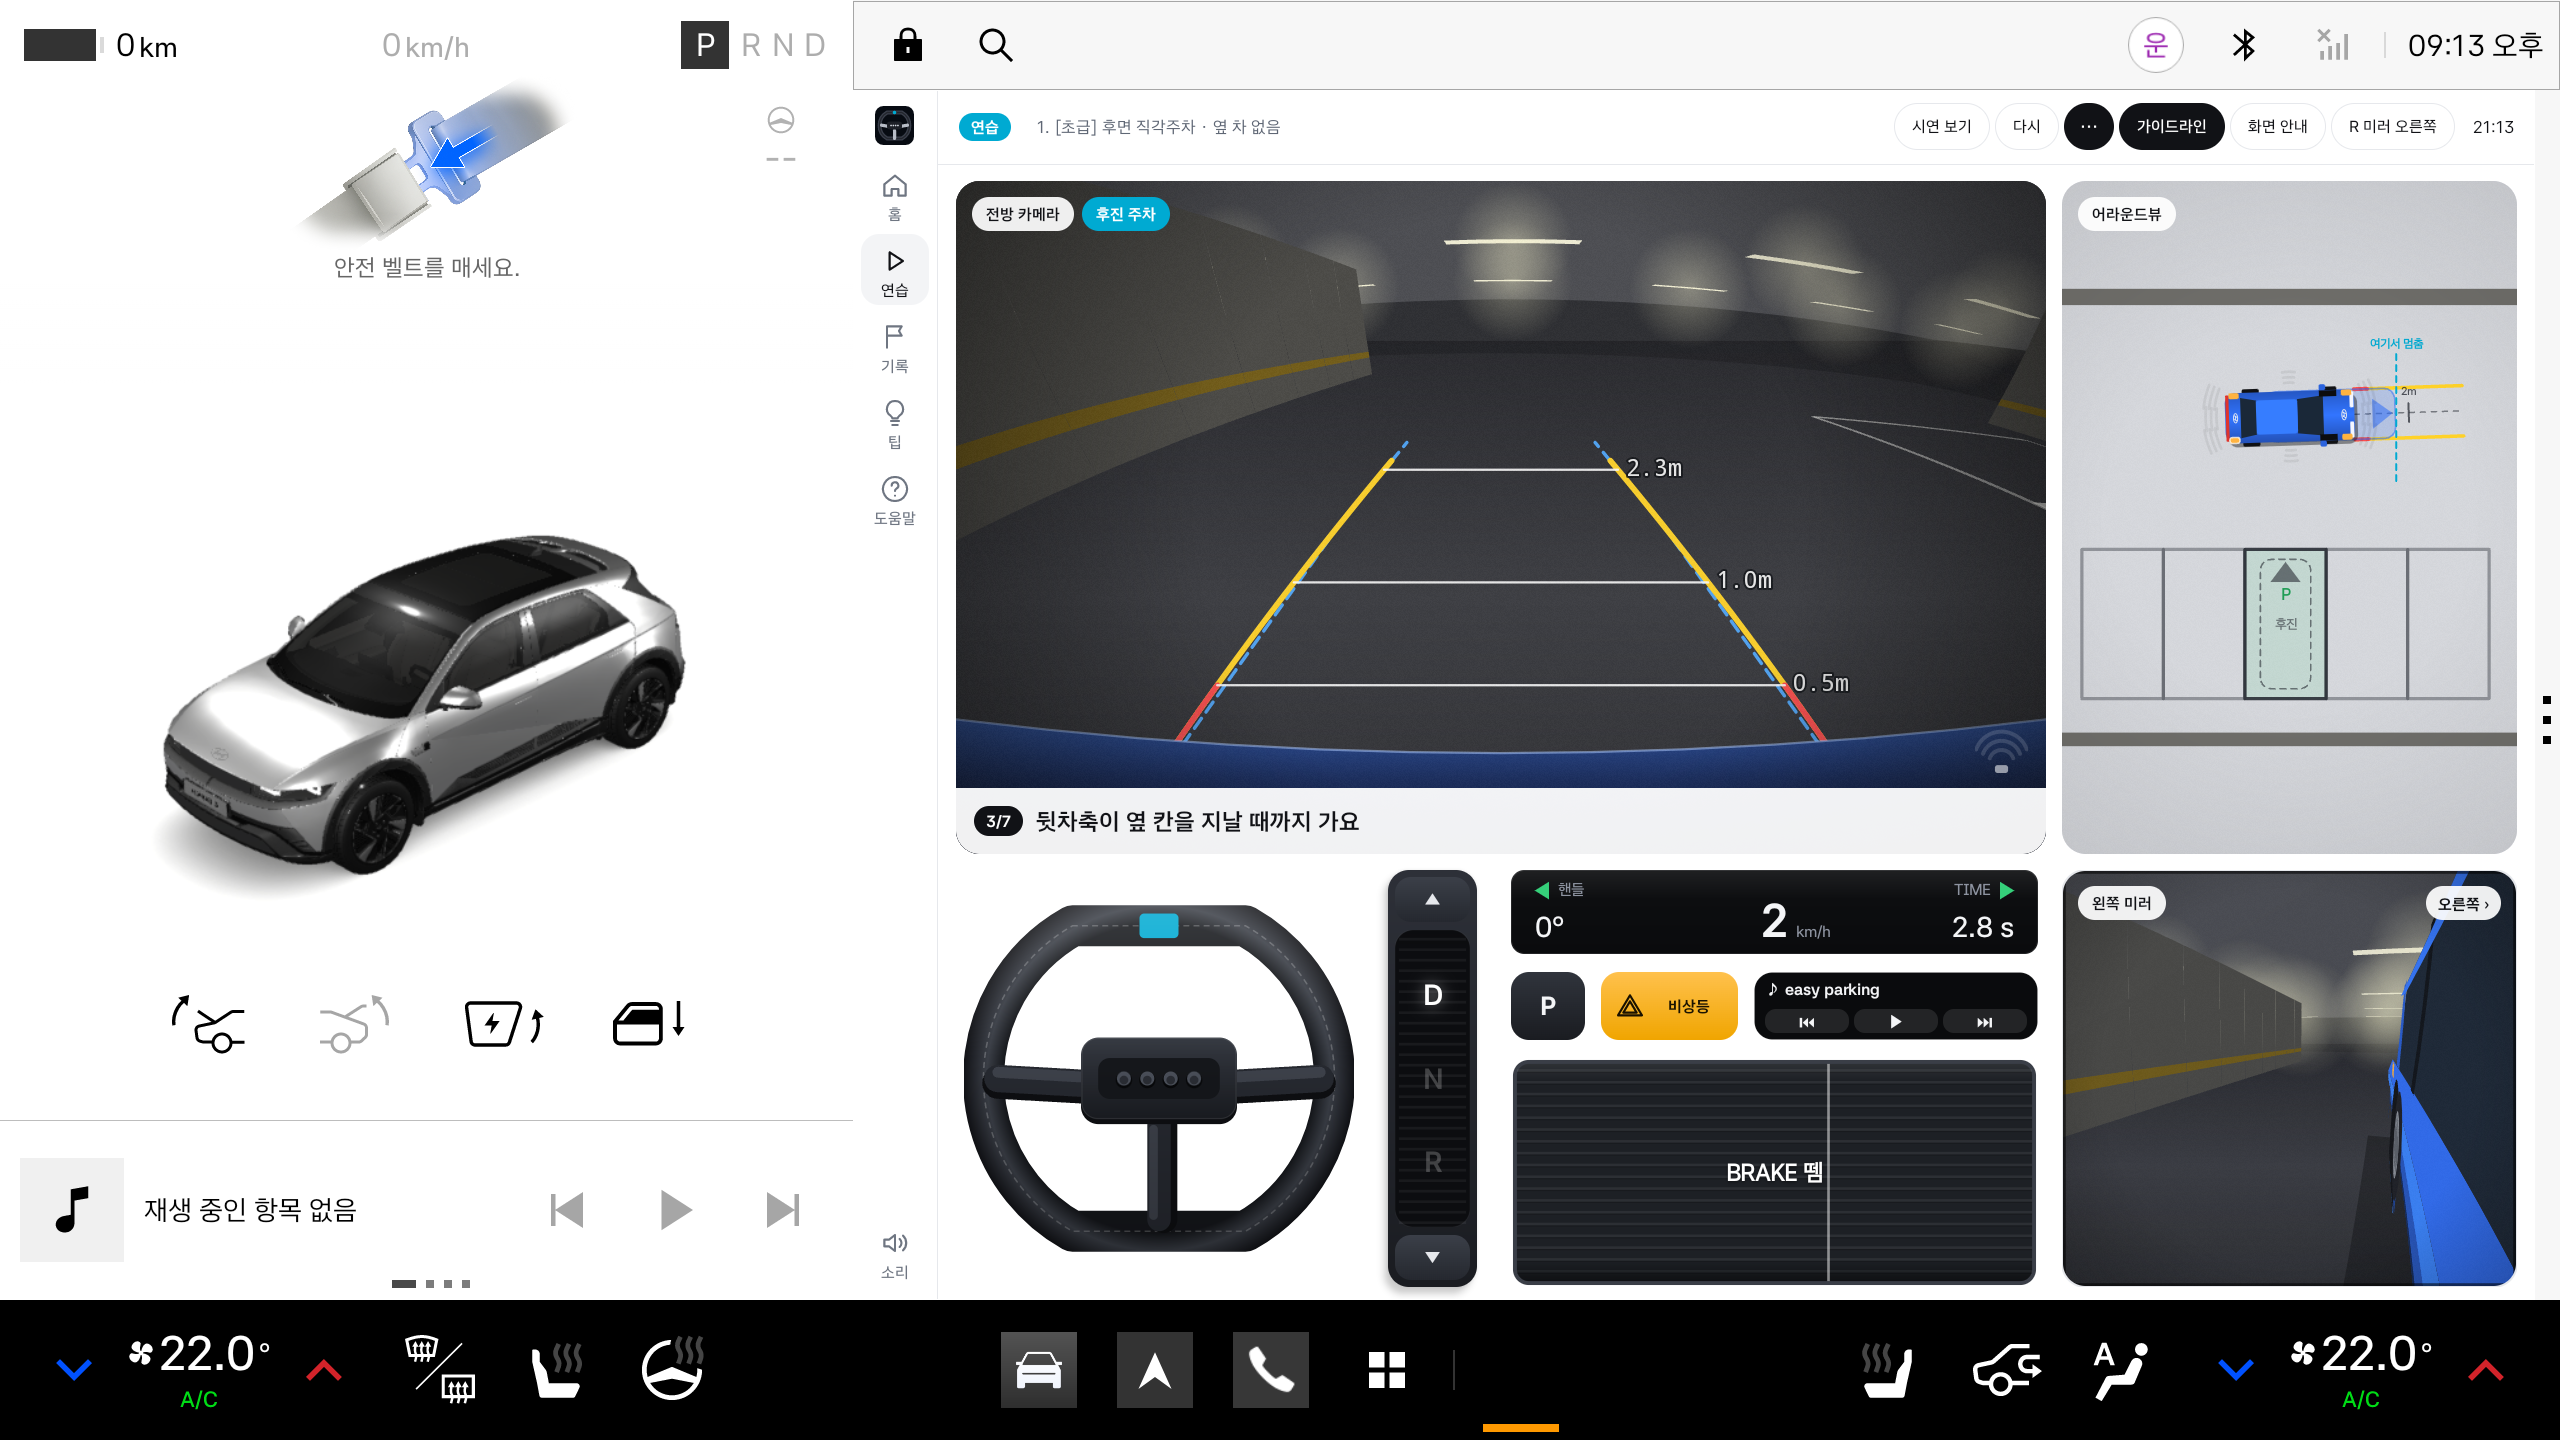 0 km
0 km/h
P R N D
운
09:13 오후
안전 벨트를 매세요.
재생 중인 항목 없음
홈
연습
기록
팁
도움말
소리
연습
1. [초급] 후면 직각주차 · 옆 차 없음
시연 보기
다시
···
가이드라인
화면 안내
R 미러 오른쪽
21:13
전방 카메라
후진 주차
2.3m
1.0m
0.5m
3/7
뒷차축이 옆 칸을 지날 때까지 가요
어라운드뷰
여기서 멈춤
2m
P
후진
D
N
R
핸들
0°
2 km/h
TIME
2.8 s
P
비상등
♪ easy parking
BRAKE 뗌
왼쪽 미러
오른쪽 ›
22.0°
A/C
A
22.0°
A/C